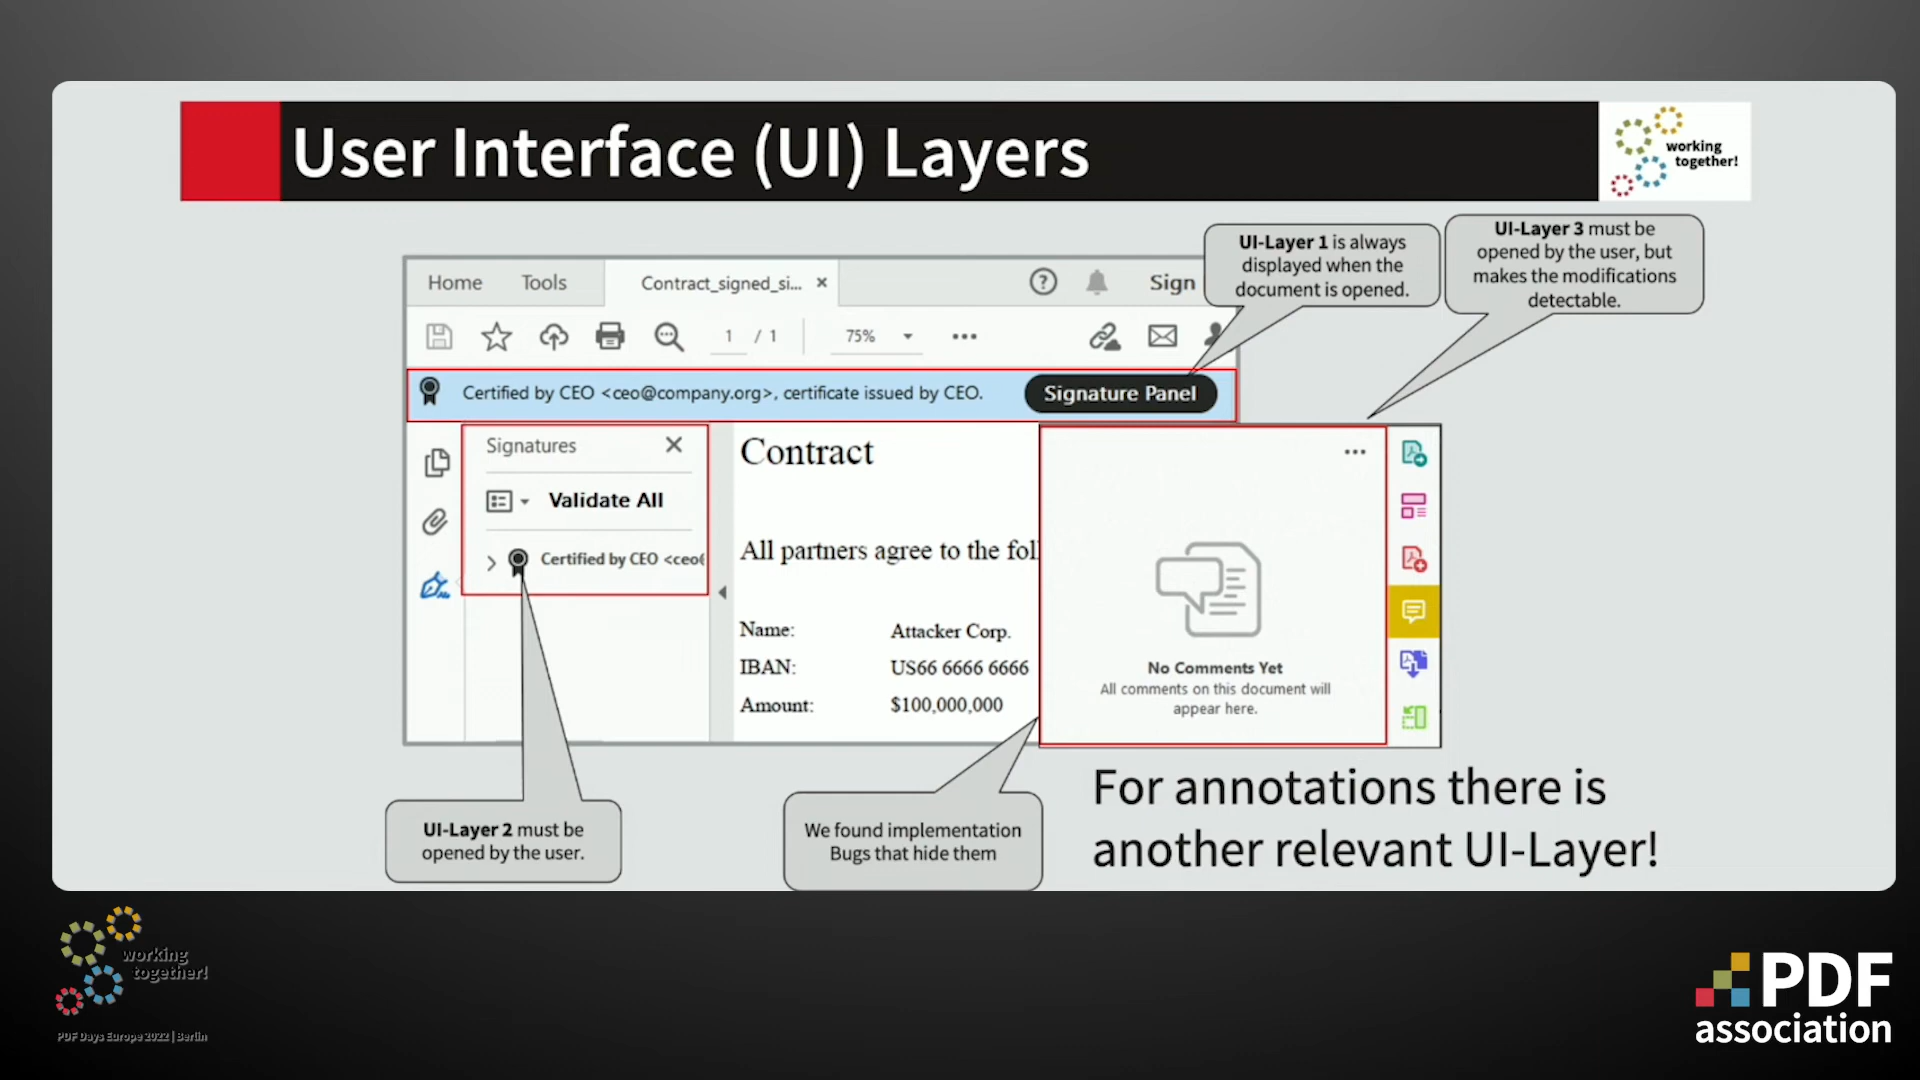 User Interface (UI) Layers
working
together!
UI-Layer 1 is always
displayed when the
document is opened.
UI-Layer 3 must be
opened by the user, but
makes the modifications
detectable.
Home
Tools
Contract_signed_si...
Sign
1 / 1
75%
Certified by CEO <ceo@company.org>, certificate issued by CEO.
Signature Panel
Signatures
Validate All
Certified by CEO <ceo
Contract
All partners agree to the fol
Name: Attacker Corp.
IBAN: US66 6666 6666
Amount: $100,000,000
No Comments Yet
All comments on this document will
appear here.
UI-Layer 2 must be
opened by the user.
We found implementation
Bugs that hide them
For annotations there is
another relevant UI-Layer!
working
together!
PDF Days Europe 2022 | Berlin
PDF
association